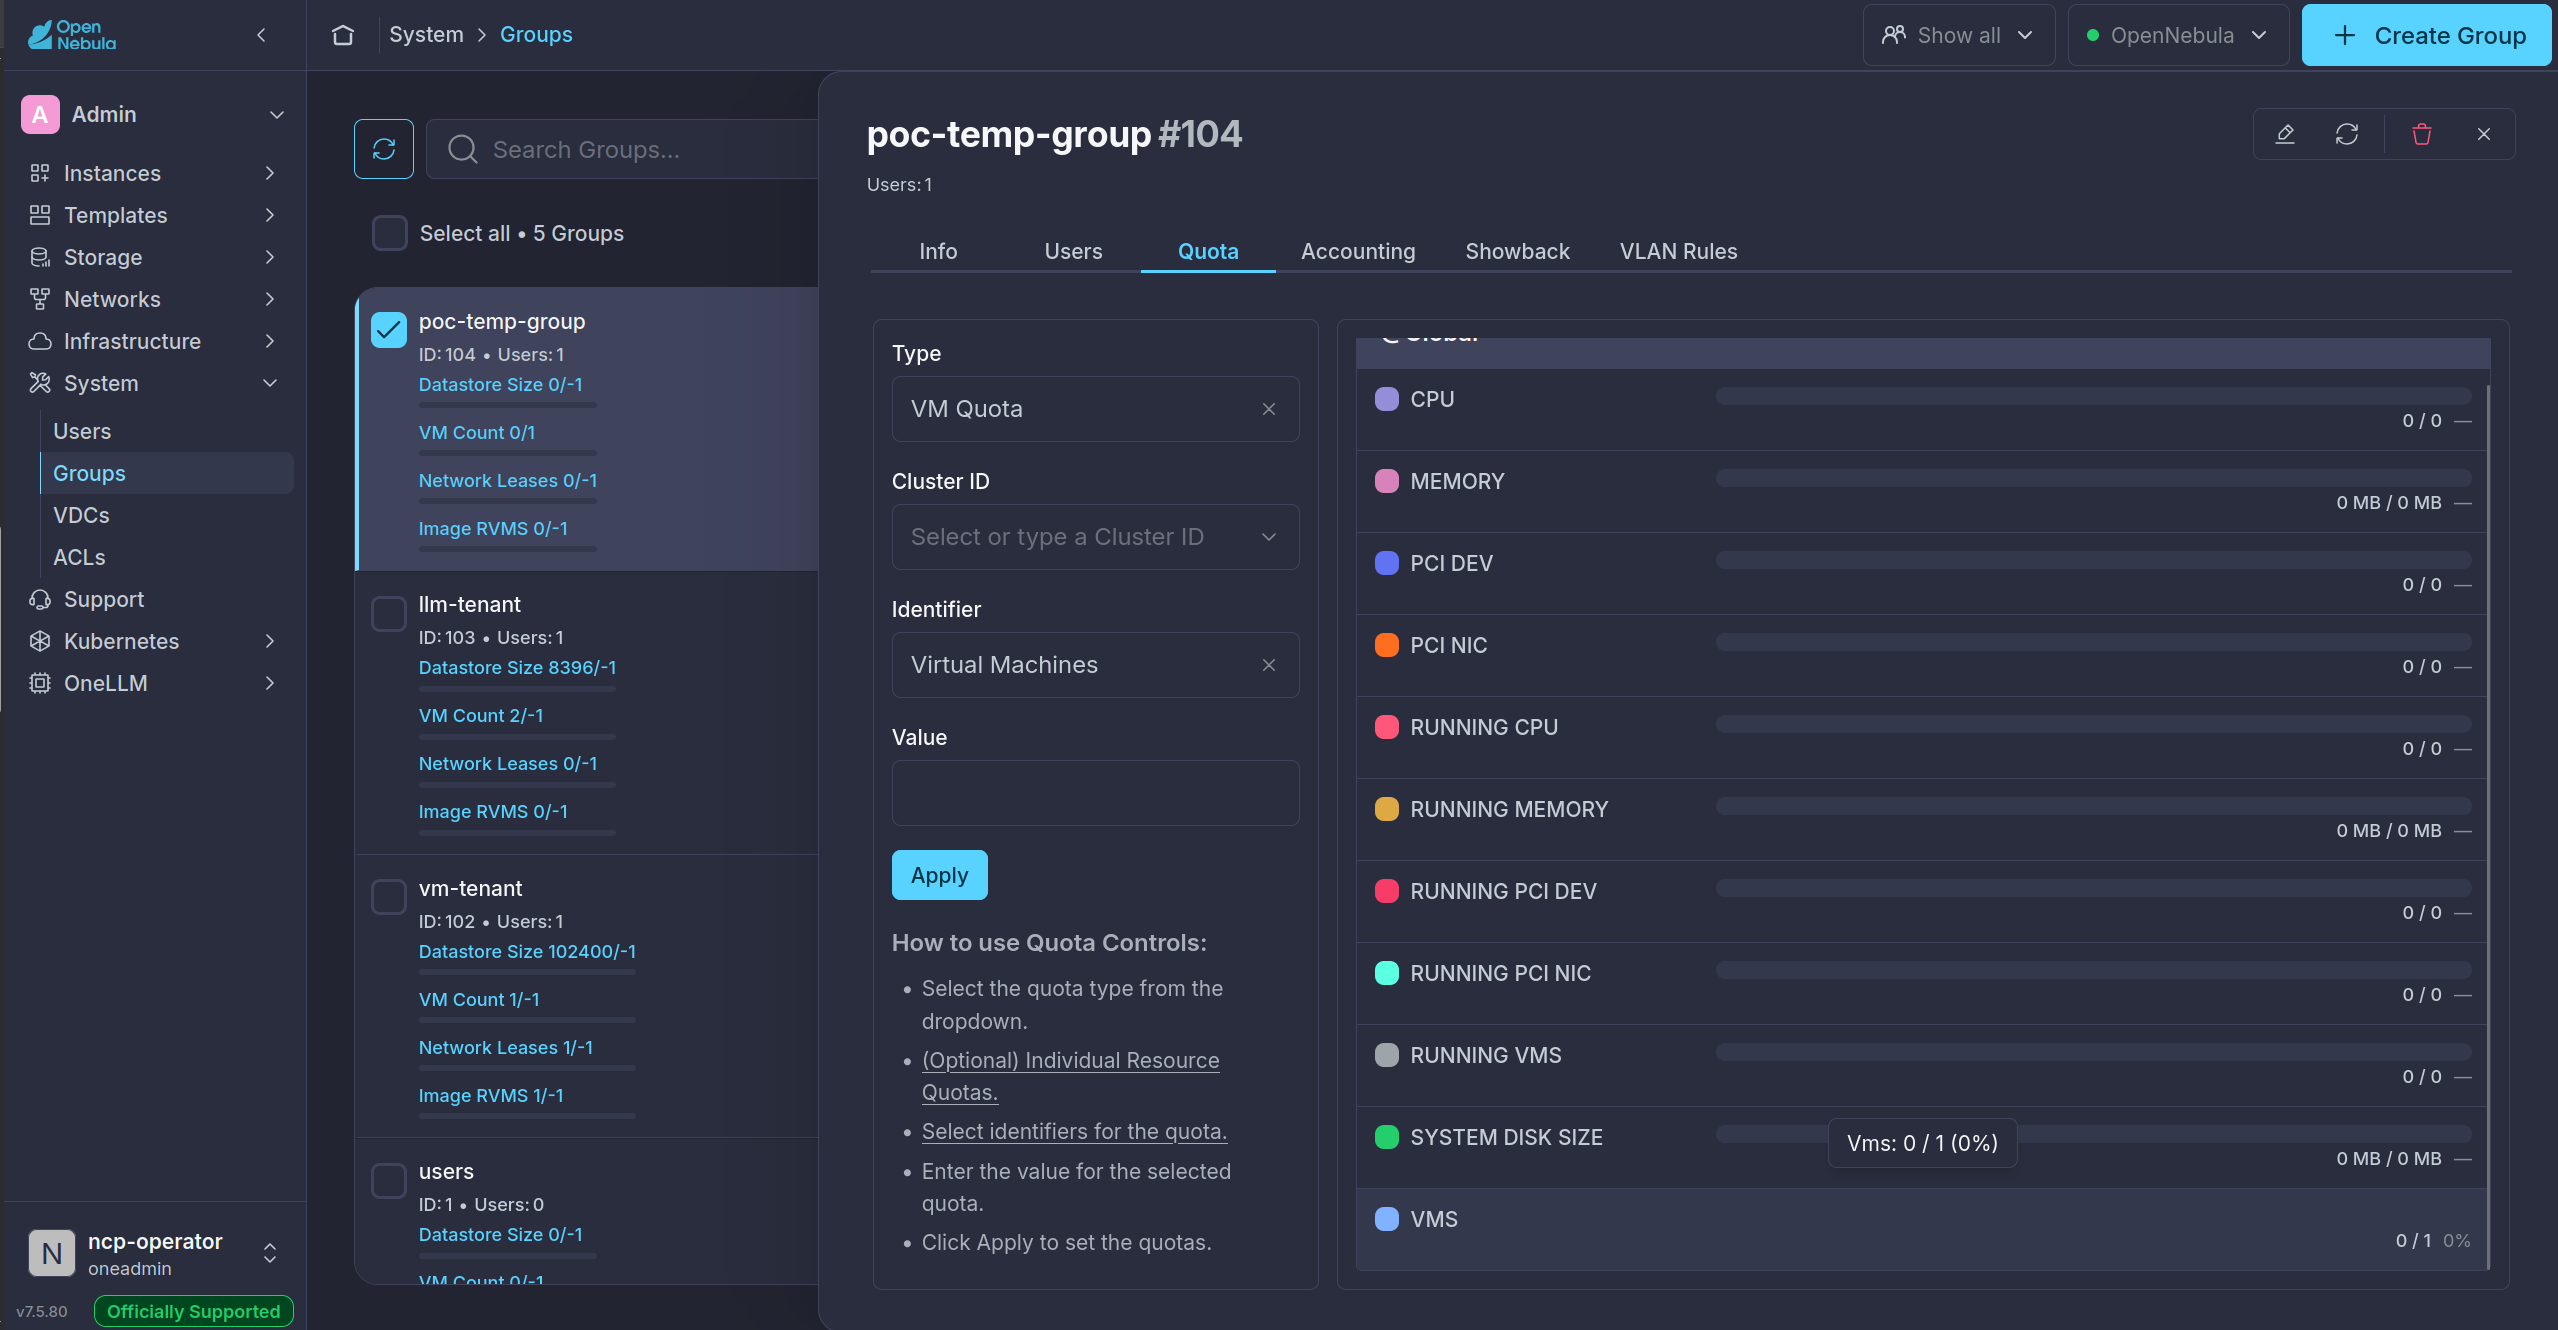 Open
Nebula
System > Groups
Show all
OpenNebula
Create Group
A
Admin
Instances
Templates
Storage
Networks
Infrastructure
System
Users
Groups
VDCs
ACLs
Support
Kubernetes
OneLLM
N
ncp-operator
oneadmin
v7.5.80
Officially Supported
Search Groups...
Select all • 5 Groups
poc-temp-group
ID: 104 • Users: 1
Datastore Size 0/-1
VM Count 0/1
Network Leases 0/-1
Image RVMS 0/-1
llm-tenant
ID: 103 • Users: 1
Datastore Size 8396/-1
VM Count 2/-1
Network Leases 0/-1
Image RVMS 0/-1
vm-tenant
ID: 102 • Users: 1
Datastore Size 102400/-1
VM Count 1/-1
Network Leases 1/-1
Image RVMS 1/-1
users
ID: 1 • Users: 0
Datastore Size 0/-1
VM Count 0/-1
poc-temp-group #104
Users: 1
Info
Users
Quota
Accounting
Showback
VLAN Rules
Type
VM Quota
Cluster ID
Select or type a Cluster ID
Identifier
Virtual Machines
Value
Apply
How to use Quota Controls:
• Select the quota type from the
dropdown.
• (Optional) Individual Resource
Quotas.
• Select identifiers for the quota.
• Enter the value for the selected
quota.
• Click Apply to set the quotas.
Global
CPU
0 / 0 —
MEMORY
0 MB / 0 MB —
PCI DEV
0 / 0 —
PCI NIC
0 / 0 —
RUNNING CPU
0 / 0 —
RUNNING MEMORY
0 MB / 0 MB —
RUNNING PCI DEV
0 / 0 —
RUNNING PCI NIC
0 / 0 —
RUNNING VMS
0 / 0 —
SYSTEM DISK SIZE
Vms: 0 / 1 (0%)
0 MB / 0 MB —
VMS
0 / 1 0%